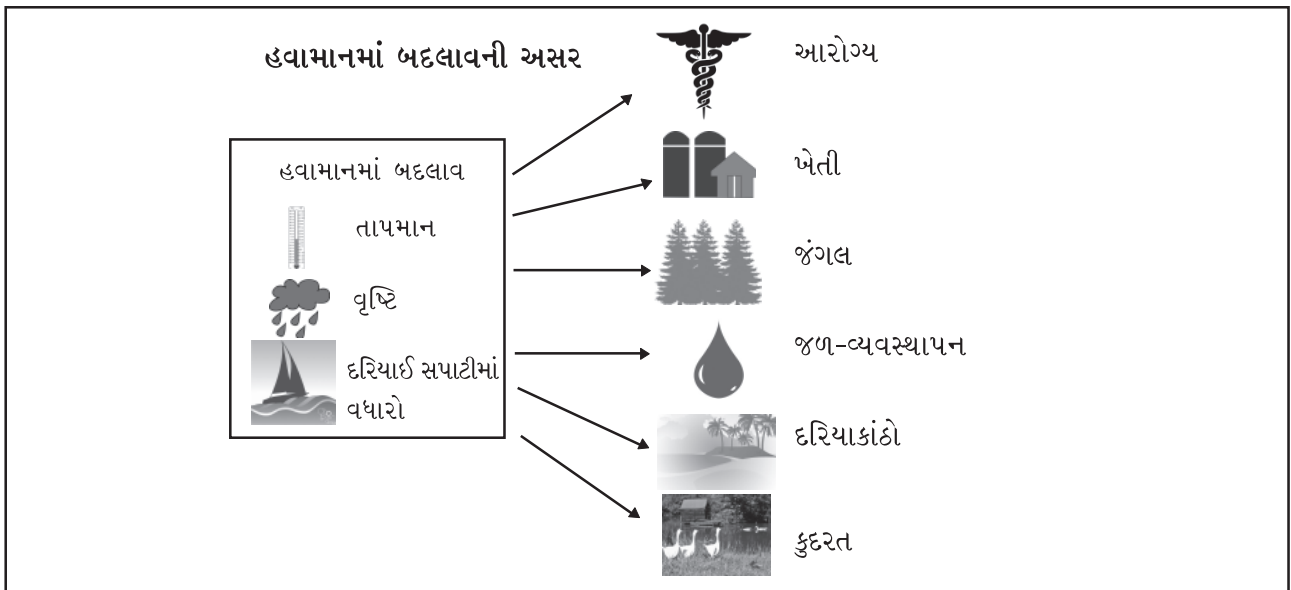 હવામાનમાં બદલાવની અસર
હવામાનમાં બદલાવ
તાપમાન
વૃષ્ટિ
દરિયાઈ સપાટીમાં
વધારો
આરોગ્ય
ખેતી
જંગલ
જળ-વ્યવસ્થાપન
દરિયાકાંઠો
કુદરત